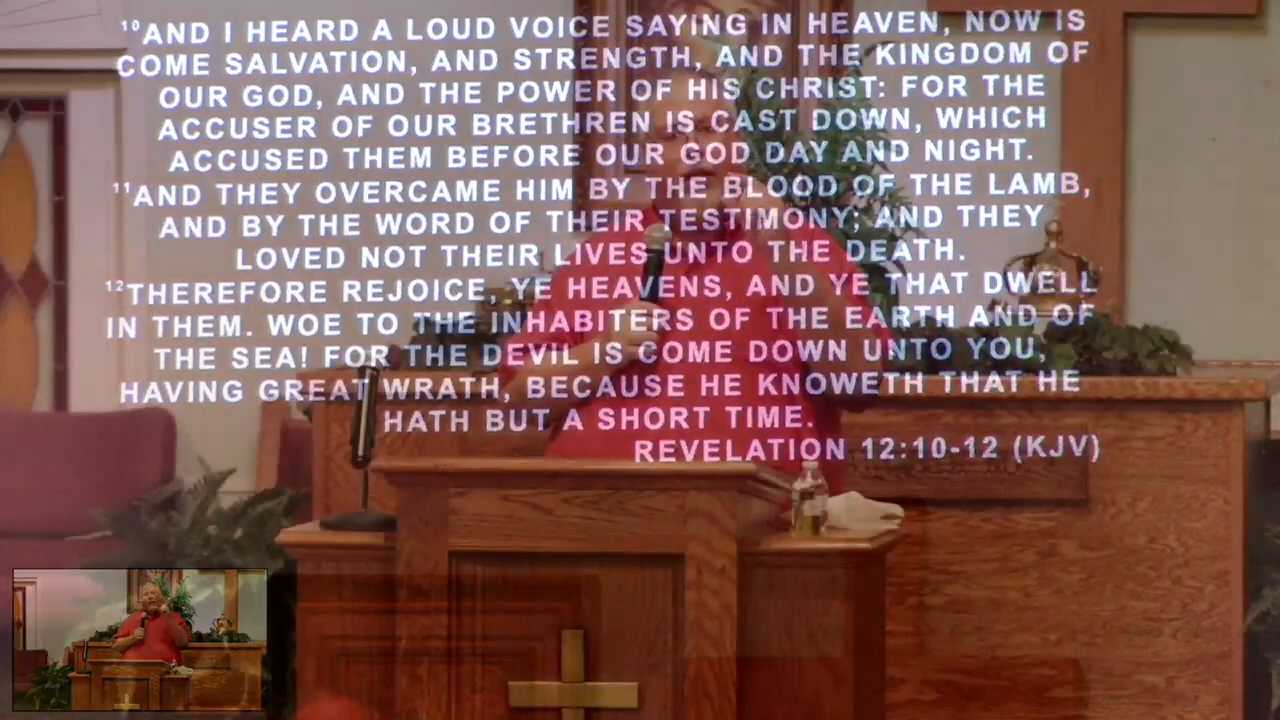 ¹⁰AND I HEARD A LOUD VOICE SAYING IN HEAVEN, NOW IS
COME SALVATION, AND STRENGTH, AND THE KINGDOM OF
OUR GOD, AND THE POWER OF HIS CHRIST: FOR THE
ACCUSER OF OUR BRETHREN IS CAST DOWN, WHICH
ACCUSED THEM BEFORE OUR GOD DAY AND NIGHT.
¹¹AND THEY OVERCAME HIM BY THE BLOOD OF THE LAMB,
AND BY THE WORD OF THEIR TESTIMONY; AND THEY
LOVED NOT THEIR LIVES UNTO THE DEATH.
¹²THEREFORE REJOICE, YE HEAVENS, AND YE THAT DWELL
IN THEM. WOE TO THE INHABITERS OF THE EARTH AND OF
THE SEA! FOR THE DEVIL IS COME DOWN UNTO YOU,
HAVING GREAT WRATH, BECAUSE HE KNOWETH THAT HE
HATH BUT A SHORT TIME.
REVELATION 12:10-12 (KJV)